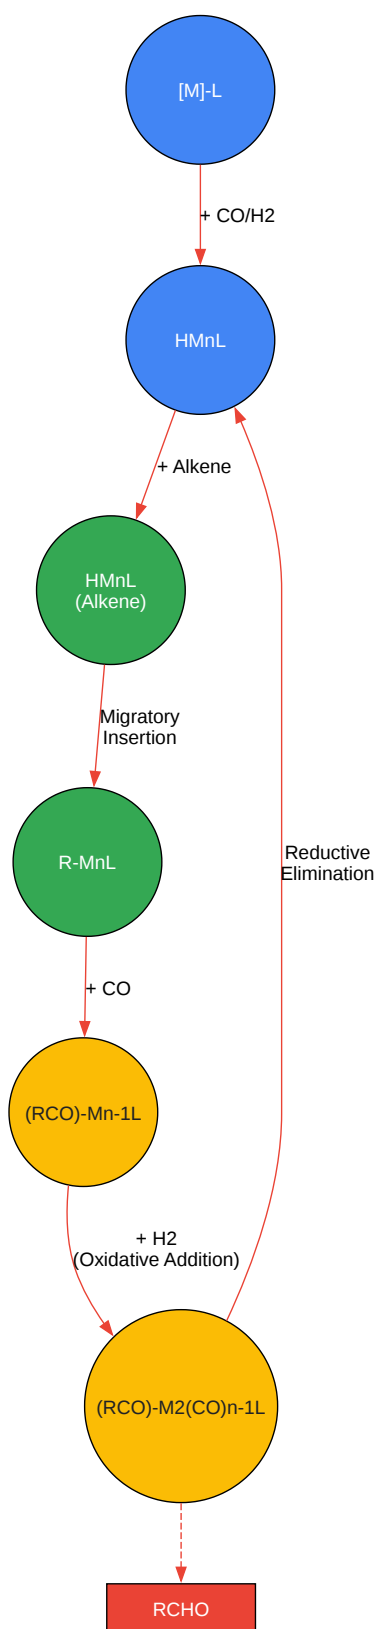 [M]-L
+ CO/H2
HMnL
+ Alkene
HMnL
(Alkene)
Migratory
Insertion
Reductive
Elimination
R-MnL
+ CO
(RCO)-Mn-1L
+ H2
(Oxidative Addition)
(RCO)-M2(CO)n-1L
RCHO